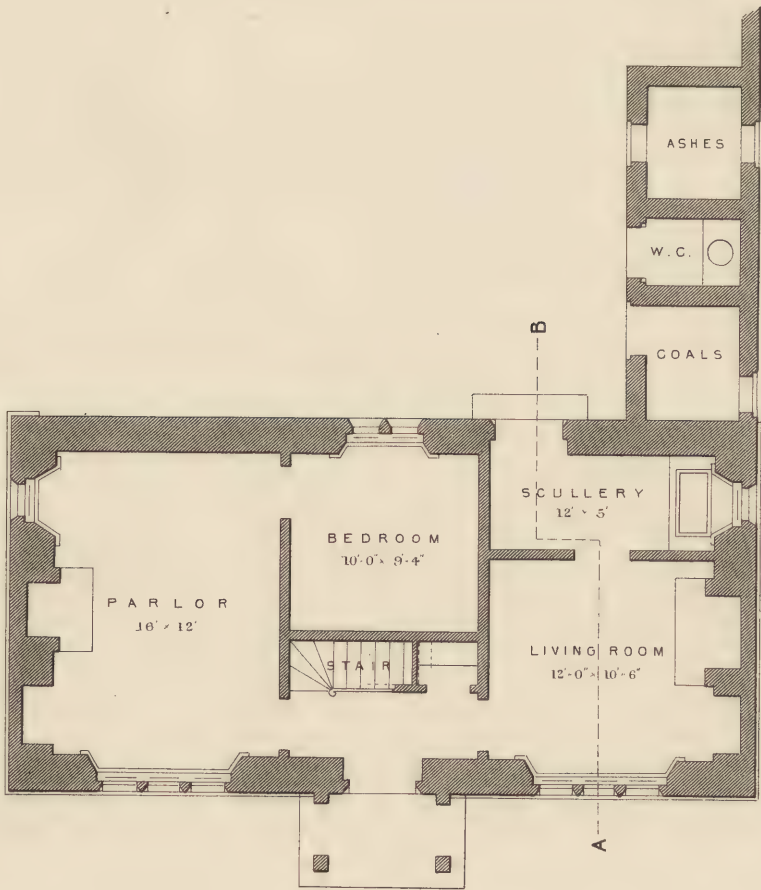 ASHES
W.C.
COALS
B
SCULLERY
12' × 5'
BEDROOM
10'-0" × 9'-4"
PARLOR
16' × 12'
STAIR
LIVING ROOM
12'-0" × 10'-6"
A